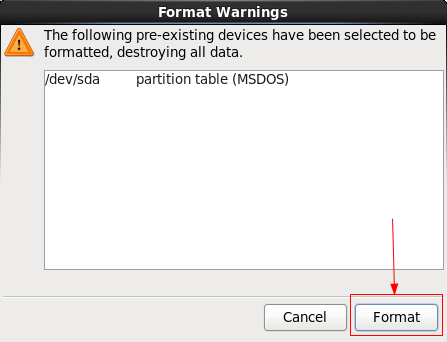 Format Warnings
The following pre-existing devices have been selected to be
formatted, destroying all data.
/dev/sda partition table (MSDOS)
Cancel Format